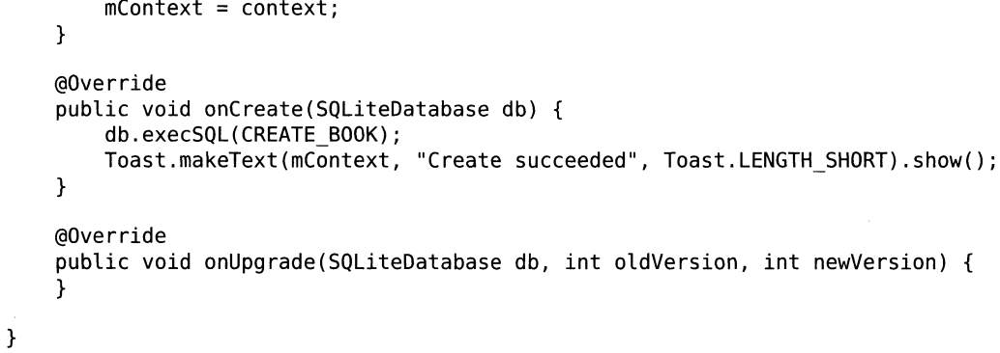 mContext = context;
    }

    @Override
    public void onCreate(SQLiteDatabase db) {
        db.execSQL(CREATE_BOOK);
        Toast.makeText(mContext, "Create succeeded", Toast.LENGTH_SHORT).show();
    }

    @Override
    public void onUpgrade(SQLiteDatabase db, int oldVersion, int newVersion) {
    }

}